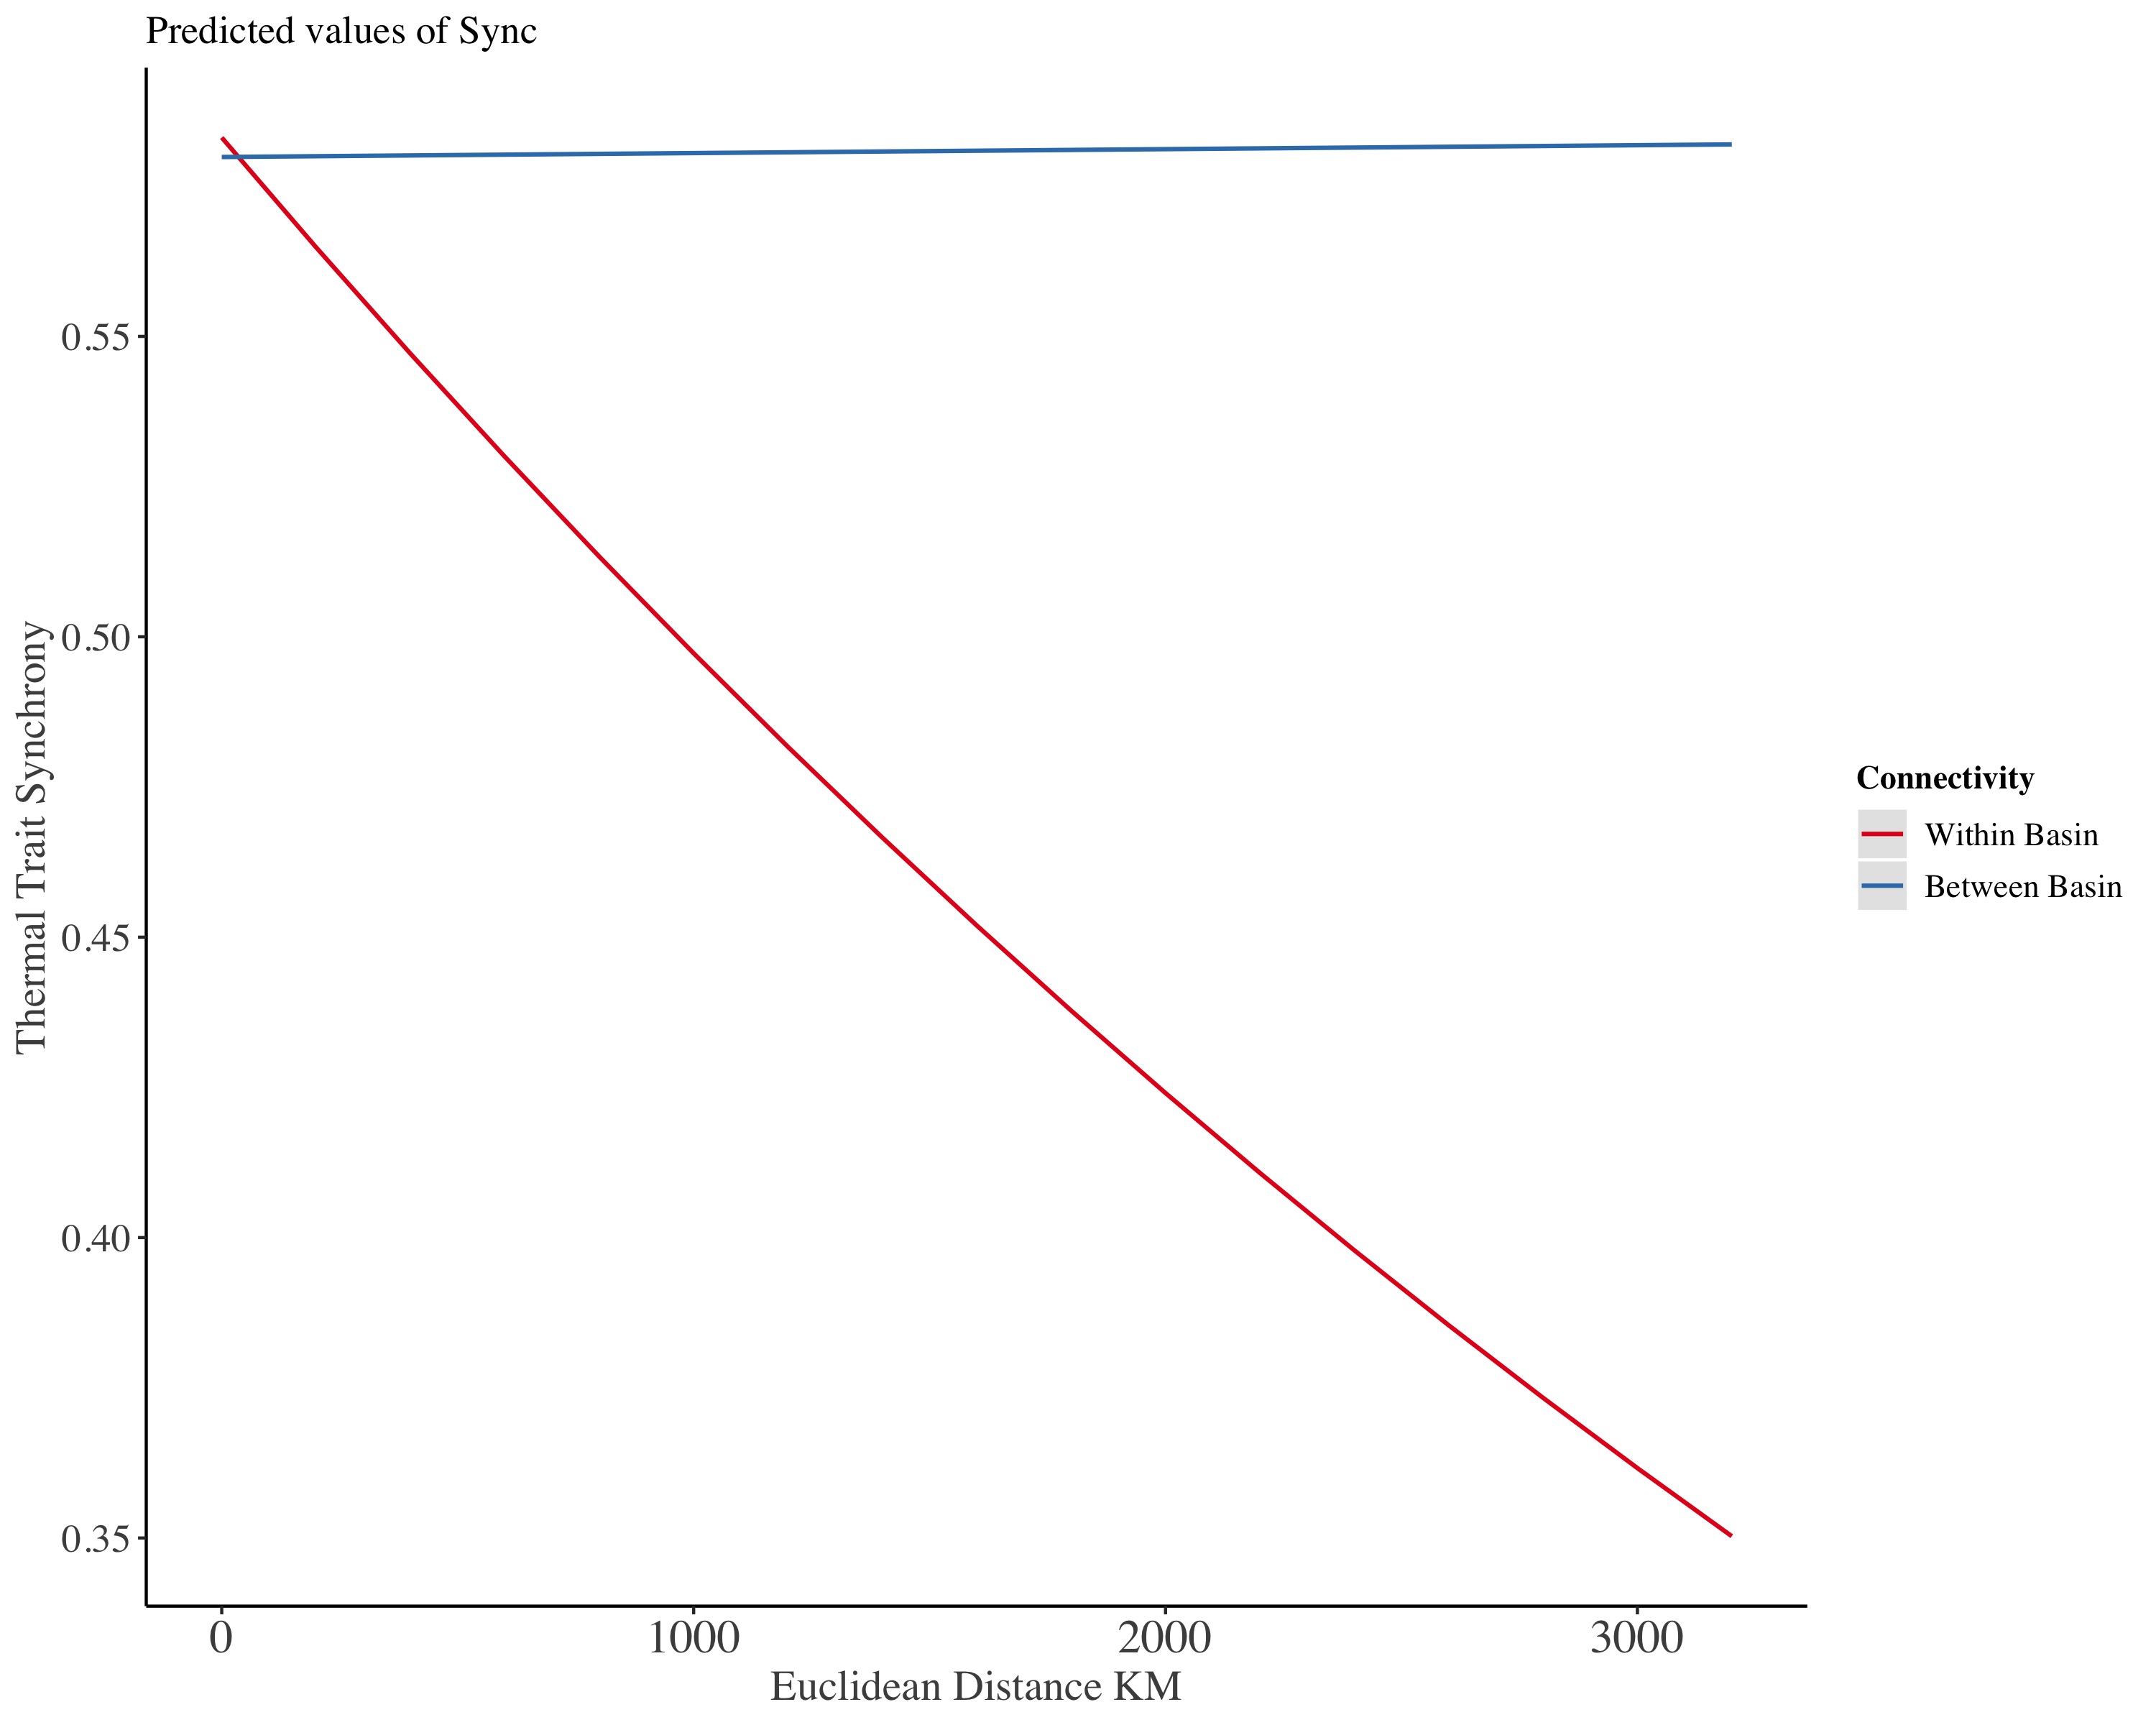 Predicted values of Sync
Thermal Trait Synchrony
0.55
0.50
0.45
0.40
0.35
0
1000
2000
3000
Euclidean Distance KM
Connectivity
Within Basin
Between Basin